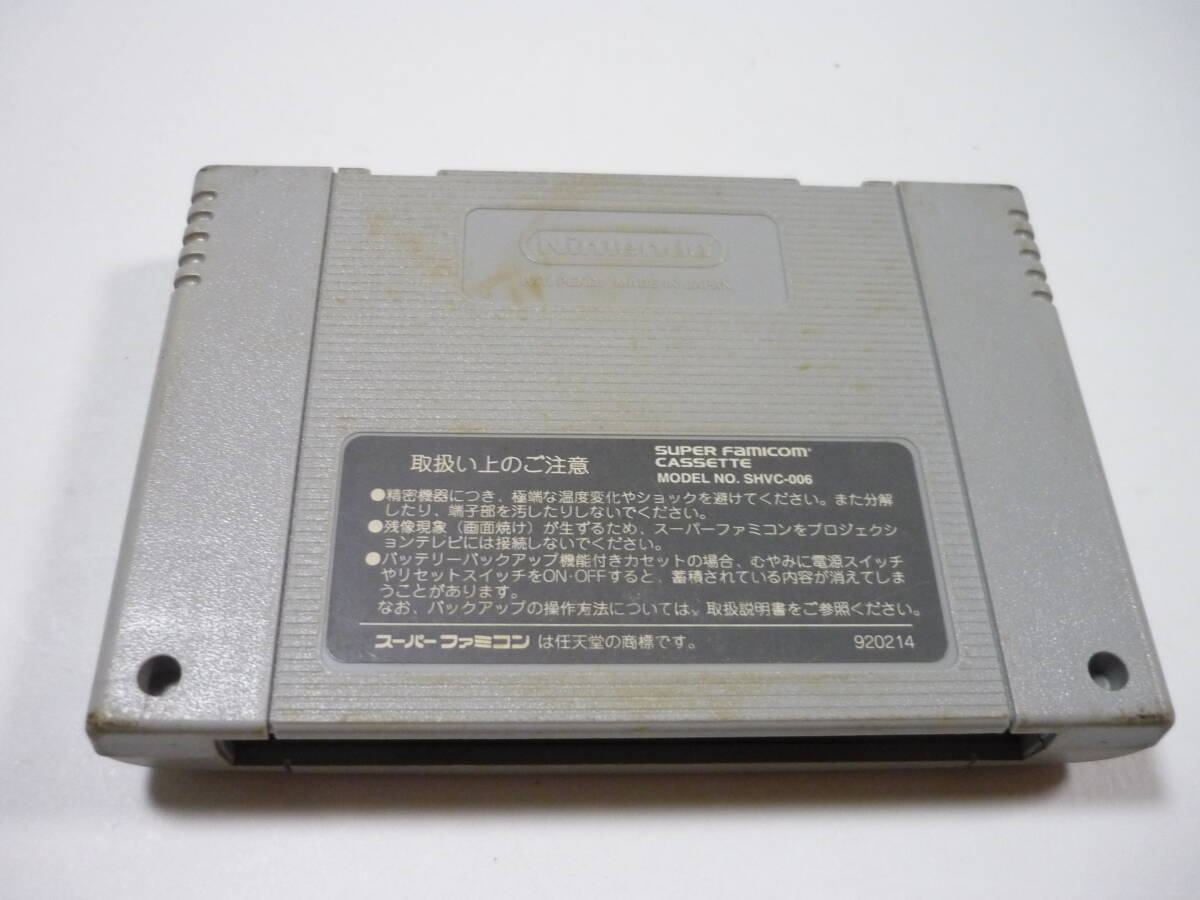 Nintendo
PAT. PEND. MADE IN JAPAN
取扱い上のご注意
SUPER FAMICOM
CASSETTE
MODEL NO. SHVC-006
●精密機器につき、極端な温度変化やショックを避けてください。また分解
したり、端子部を汚したりしないでください。
●残像現象（画面焼け）が生ずるため、スーパーファミコンをプロジェクシ
ョンテレビには接続しないでください。
●バッテリーバックアップ機能付きカセットの場合、むやみに電源スイッチ
やリセットスイッチをON・OFFすると、蓄積されている内容が消えてしま
うことがあります。
なお、バックアップの操作方法については、取扱説明書をご参照ください。
スーパーファミコン は任天堂の商標です。
920214